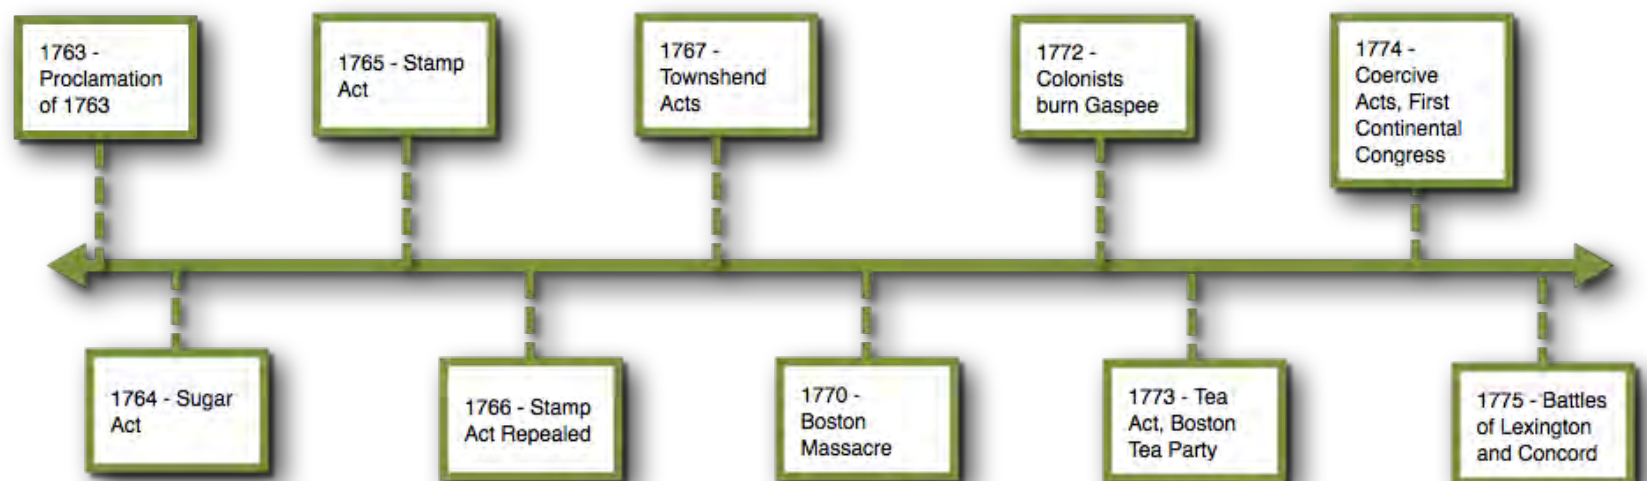 1763 -
Proclamation
of 1763
1764 - Sugar
Act
1765 - Stamp
Act
1766 - Stamp
Act Repealed
1767 -
Townshend
Acts
1770 -
Boston
Massacre
1772 -
Colonists
burn Gaspee
1773 - Tea
Act, Boston
Tea Party
1774 -
Coercive
Acts, First
Continental
Congress
1775 - Battles
of Lexington
and Concord